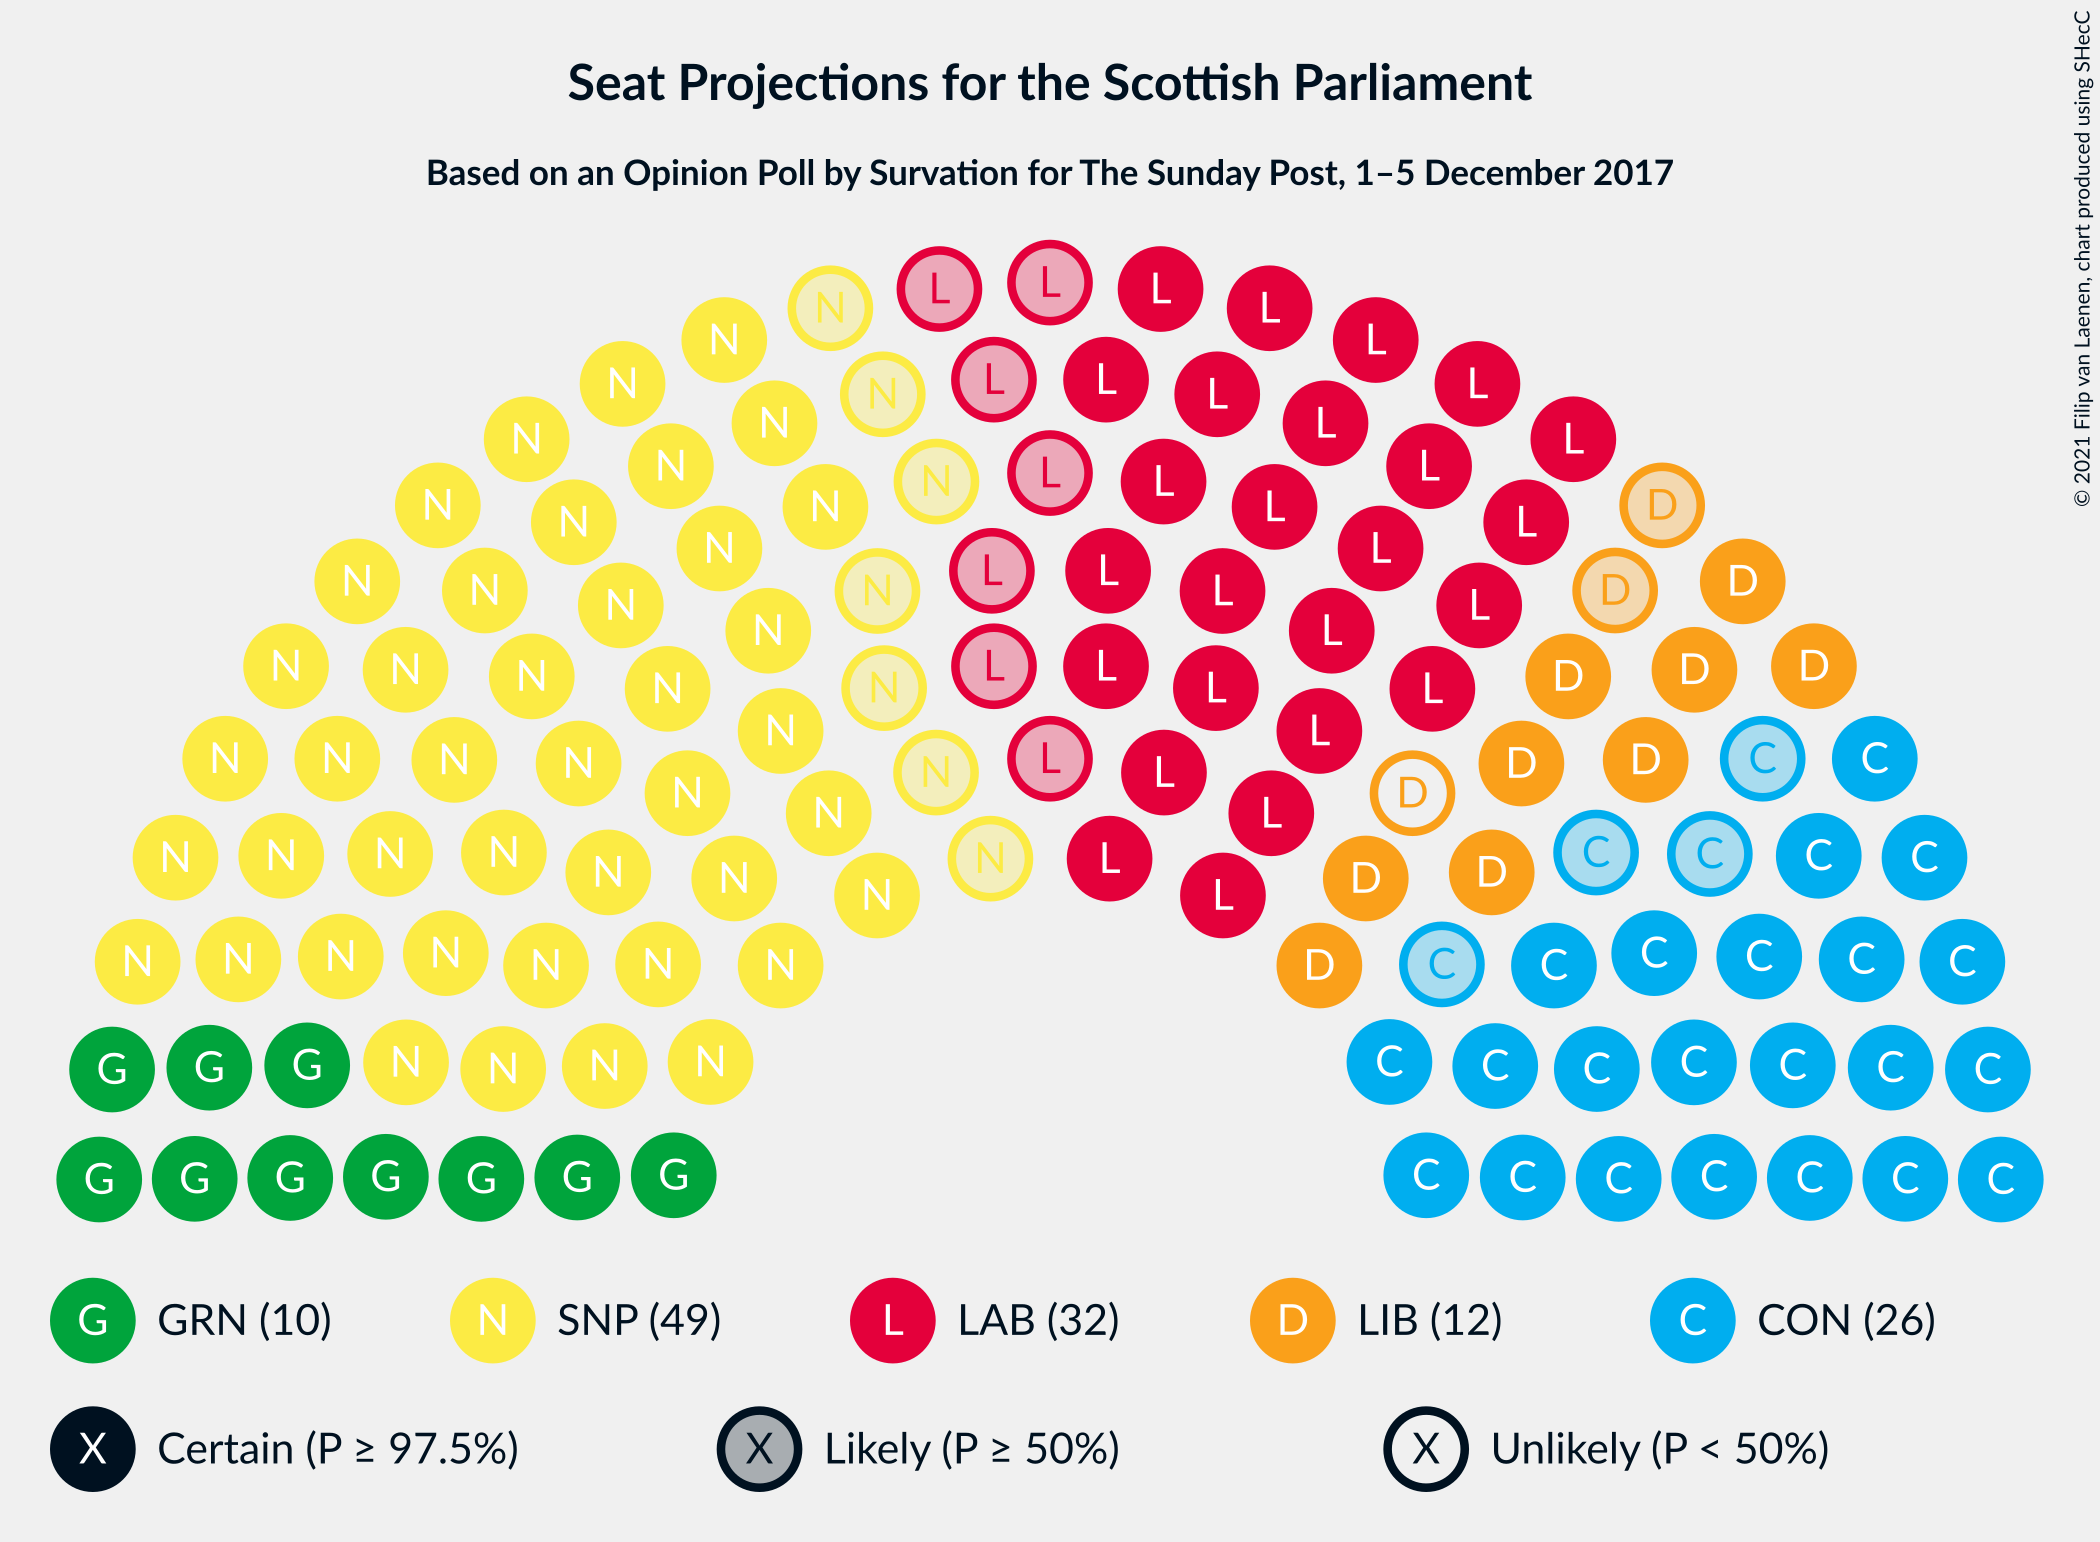 Seat Projections for the Scottish Parliament
Based on an Opinion Poll by Survation for The Sunday Post, 1–5 December 2017
© 2021 Filip van Laenen, chart produced using SHecC
N L L L L
N L L L
N N L L
N N L L L
N N L L
N N L L D
N N L L
N N L L L D D
N N L L
N N N L L D D D
N N N L L
N N N N N L L L D D C C
N N N L D
N N N N N N L D C C C C
N N N L L D D
N N N N N N N D C C C C C C
G G G N N N N C C C C C C C
G G G G G G G C C C C C C C
G GRN (10) N SNP (49) L LAB (32) D LIB (12) C CON (26)
X Certain (P ≥ 97.5%) X Likely (P ≥ 50%) X Unlikely (P < 50%)